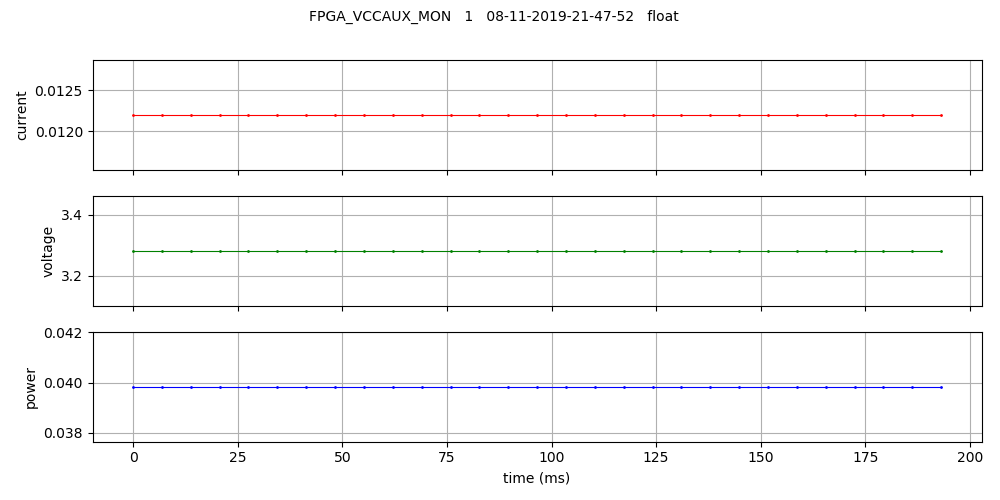 FPGA_VCCAUX_MON 1 08-11-2019-21-47-52 float
0.0125
0.0120
current
3.4
3.2
voltage
0.042
0.040
0.038
power
0 25 50 75 100 125 150 175 200
time (ms)